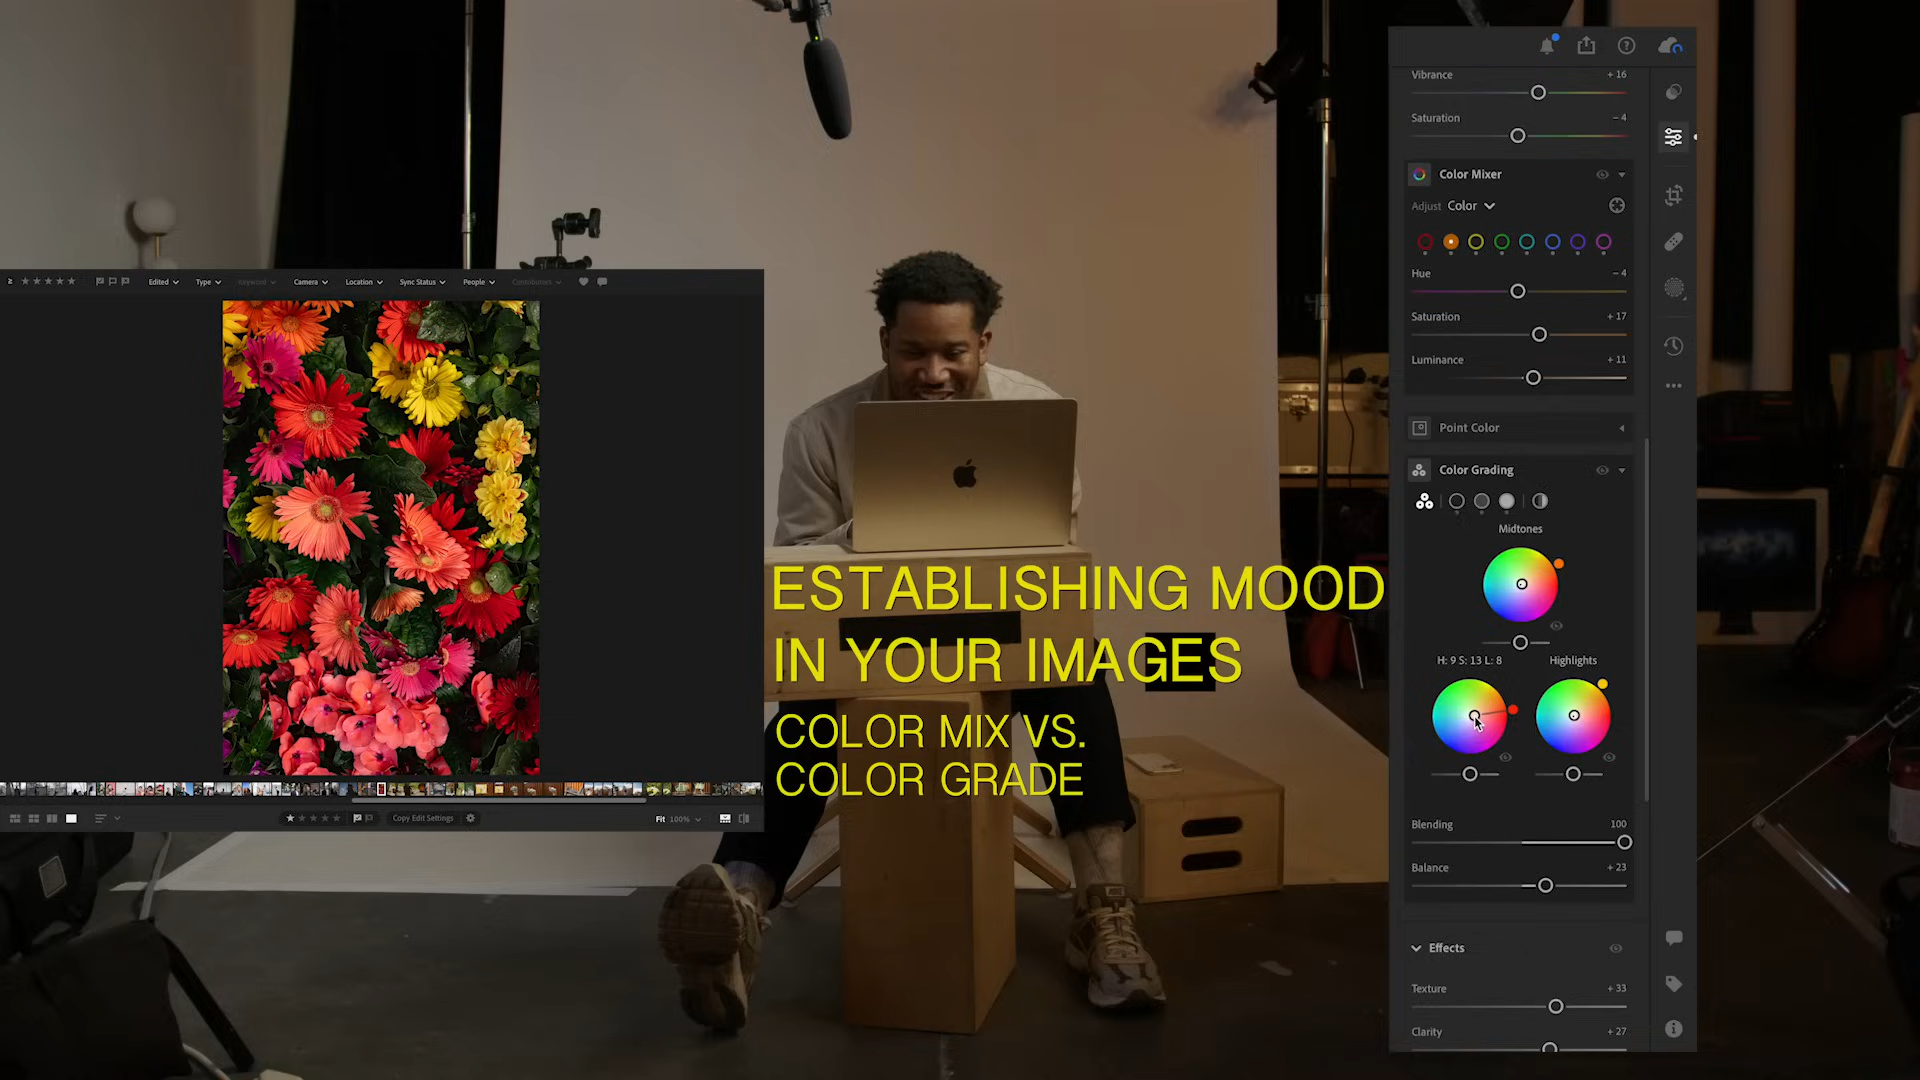 Edited
Type
Keyword
Camera
Location
Sync Status
People
Contributors
Copy Edit Settings
Fit 100%
ESTABLISHING MOOD
IN YOUR IMAGES
COLOR MIX VS.
COLOR GRADE
Vibrance + 16
Saturation – 4
Color Mixer
Adjust Color
Hue – 4
Saturation + 17
Luminance + 11
Point Color
Color Grading
Midtones
H: 9 S: 13 L: 8
Highlights
Blending 100
Balance + 23
Effects
Texture + 33
Clarity + 27